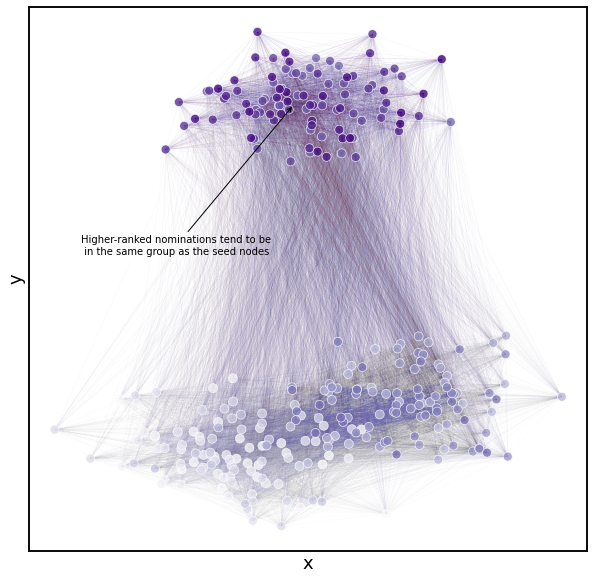 Higher-ranked nominations tend to be
in the same group as the seed nodes
y
x